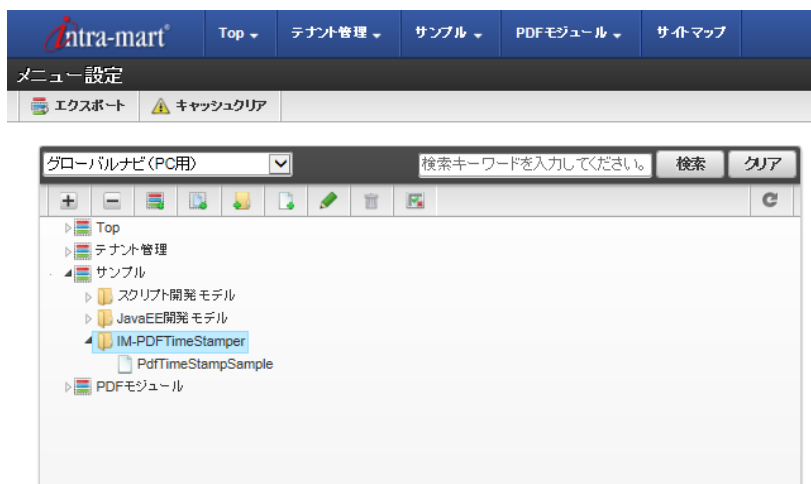 intra-mart® Top テナント管理 サンプル PDFモジュール サイトマップ
メニュー設定
エクスポート キャッシュクリア
グローバルナビ(PC用) 検索キーワードを入力してください。 検索 クリア
Top
テナント管理
サンプル
スクリプト開発モデル
JavaEE開発モデル
IM-PDFTimeStamper
PdfTimeStampSample
PDFモジュール